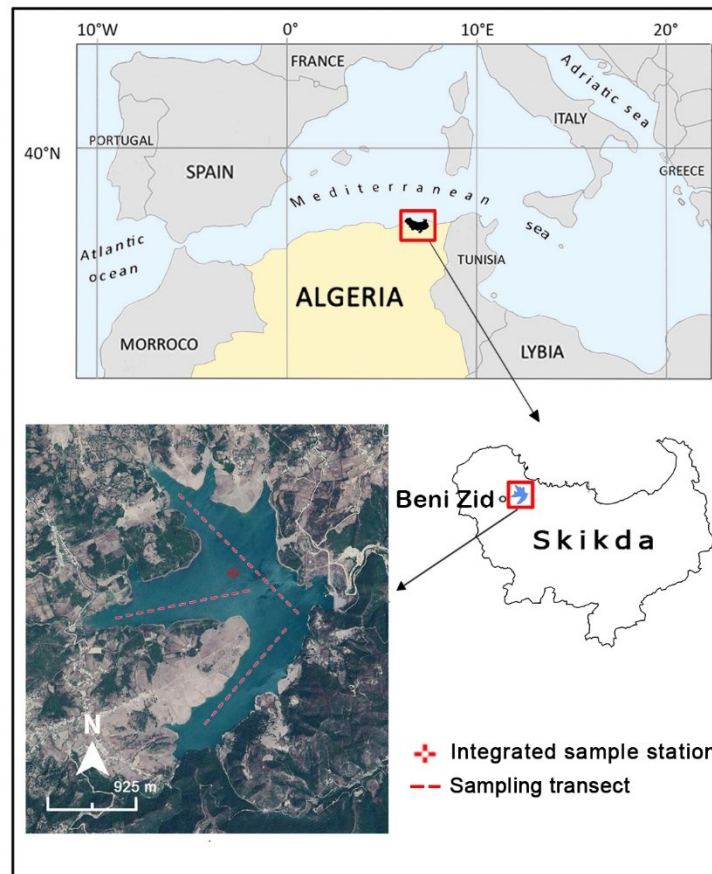 10°W 0° 10°E 20°
FRANCE
Adriatic sea
ITALY
PORTUGAL
40°N
SPAIN
GREECE
Mediterranean
sea
Atlantic
ocean
TUNISIA
ALGERIA
MORROCO
LYBIA
Beni Zid
Skikda
N
925 m
Integrated sample station
Sampling transect